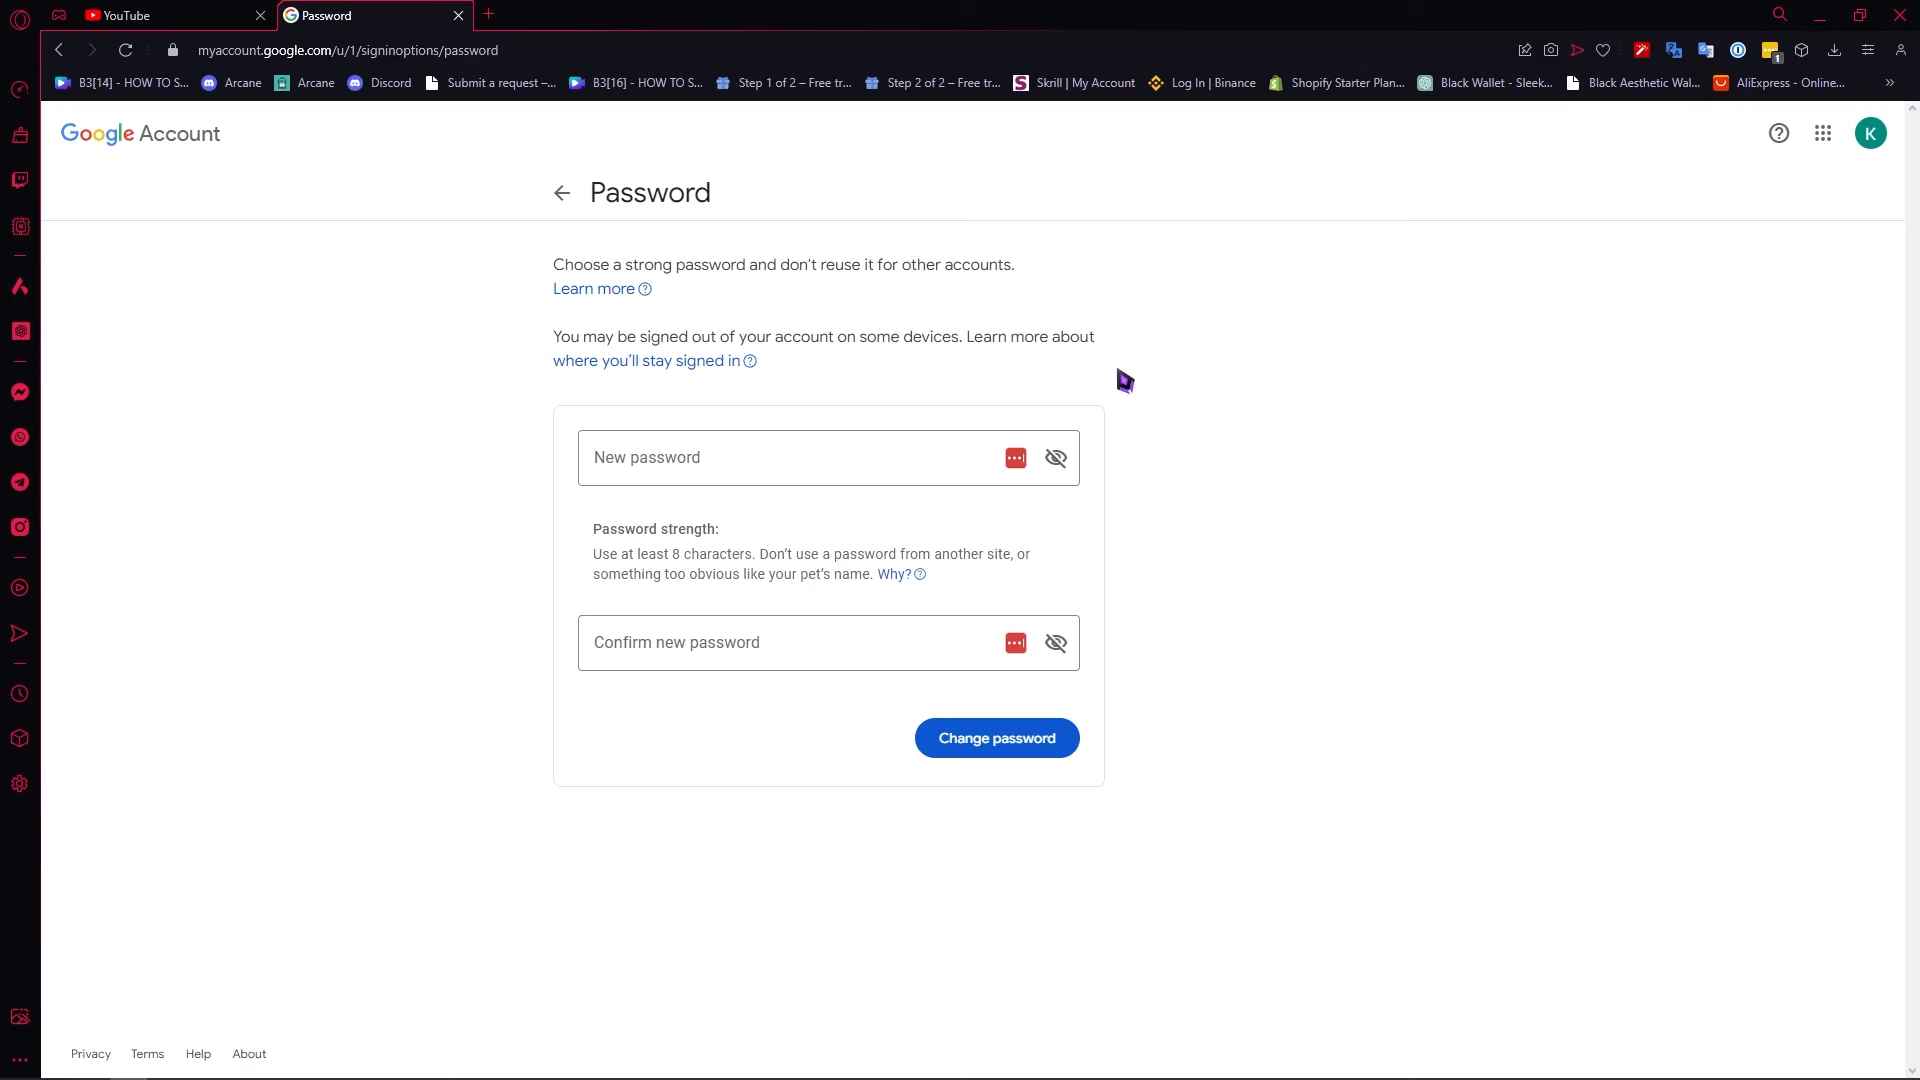 YouTube
Password
myaccount.google.com/u/1/signinoptions/password
1
B3[14] - HOW TO S...
Arcane
Arcane
Discord
Submit a request –...
B3[16] - HOW TO S...
Step 1 of 2 – Free tr...
Step 2 of 2 – Free tr...
Skrill | My Account
Log In | Binance
Shopify Starter Plan...
Black Wallet - Sleek...
Black Aesthetic Wal...
AliExpress - Online...
Google Account
K
Password
Choose a strong password and don't reuse it for other accounts.
Learn more
You may be signed out of your account on some devices. Learn more about
where you'll stay signed in
New password
Password strength:
Use at least 8 characters. Don't use a password from another site, or
something too obvious like your pet's name. Why?
Confirm new password
Change password
Privacy
Terms
Help
About